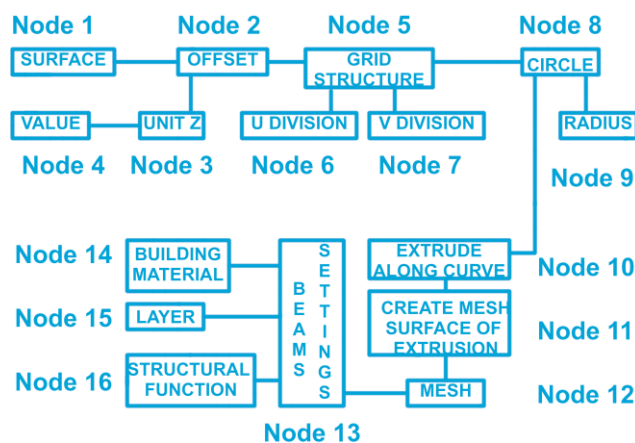 Node 1
Node 2
Node 5
Node 8
SURFACE
OFFSET
GRID
STRUCTURE
CIRCLE
VALUE
UNIT Z
U DIVISION
V DIVISION
RADIUS
Node 4
Node 3
Node 6
Node 7
Node 9
Node 14
BUILDING
MATERIAL
BEAMS
SETTINGS
EXTRUDE
ALONG CURVE
Node 10
Node 15
LAYER
CREATE MESH
SURFACE OF
EXTRUSION
Node 11
Node 16
STRUCTURAL
FUNCTION
MESH
Node 12
Node 13